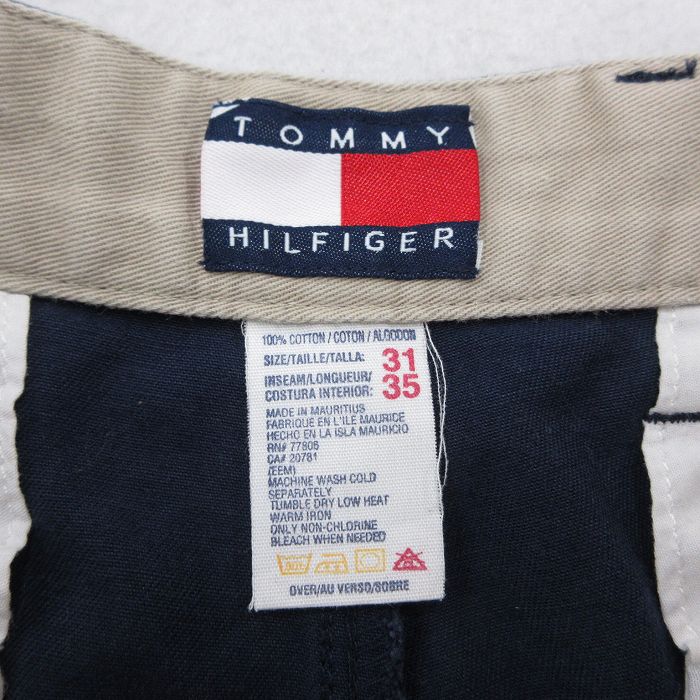 TOMMY
HILFIGER
100% COTTON / COTON / ALGODON
SIZE/TAILLE/TALLA: 31
INSEAM/LONGUEUR/
COSTURA INTERIOR: 35
MADE IN MAURITIUS
FABRIQUE EN L'ILE MAURICE
HECHO EN LA ISLA MAURICIO
RN# 77806
CA# 20781
(EEM)
MACHINE WASH COLD
SEPARATELY
TUMBLE DRY LOW HEAT
WARM IRON
ONLY NON-CHLORINE
BLEACH WHEN NEEDED
OVER/AU VERSO/SOBRE